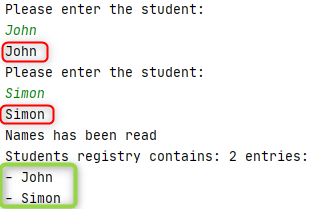 Please enter the student:
John
John
Please enter the student:
Simon
Simon
Names has been read
Students registry contains: 2 entries:
- John
- Simon